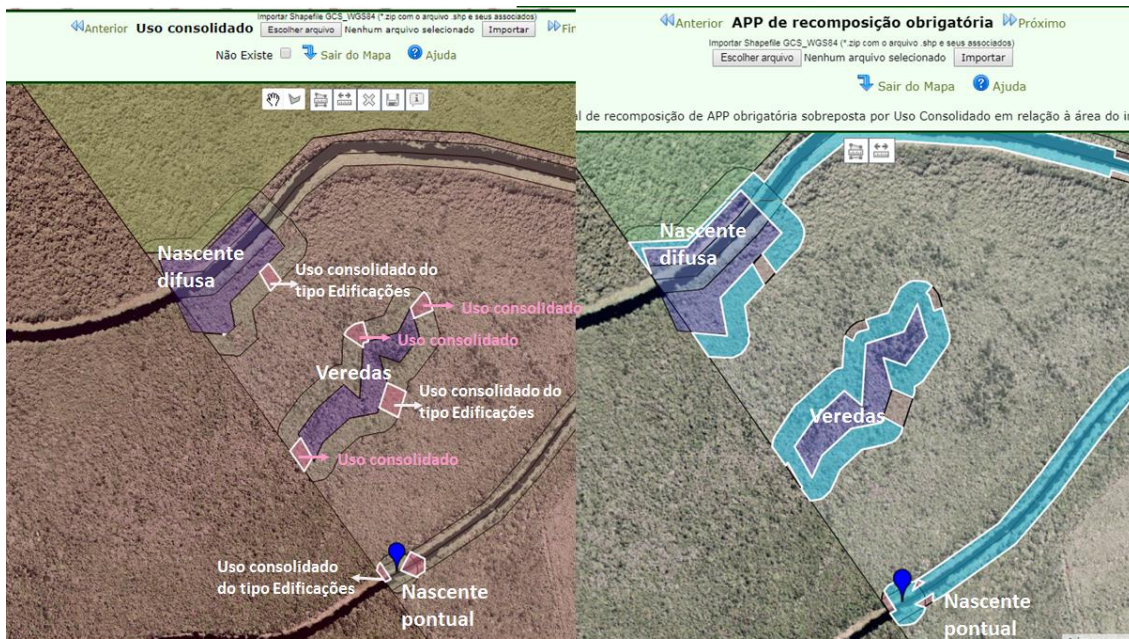 Importar Shapefile GCS_WGS84 (*.zip com o arquivo .shp e seus associados)
Anterior Uso consolidado Escolher arquivo Nenhum arquivo selecionado Importar Fir
Não Existe Sair do Mapa Ajuda
Nascente
difusa
Uso consolidado do
tipo Edificações
Uso consolidado
Uso consolidado
Veredas
Uso consolidado do
tipo Edificações
Uso consolidado
Uso consolidado
do tipo Edificações
Nascente
pontual
Anterior APP de recomposição obrigatória Próximo
Importar Shapefile GCS_WGS84 (*.zip com o arquivo .shp e seus associados)
Escolher arquivo Nenhum arquivo selecionado Importar
Sair do Mapa Ajuda
l de recomposição de APP obrigatória sobreposta por Uso Consolidado em relação à área do i
Nascente
difusa
Veredas
Nascente
pontual